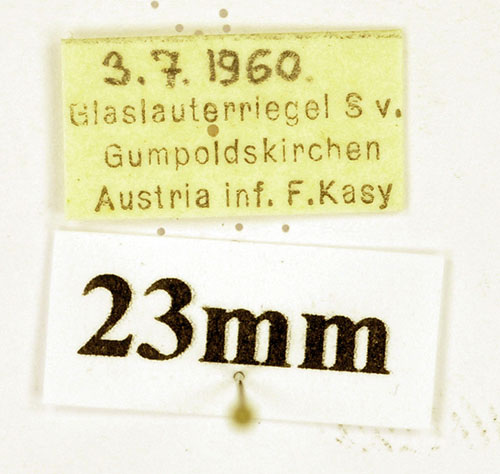 3.7.1960.
Glaslauterriegel S v.
Gumpoldskirchen
Austria inf. F.Kasy
23mm